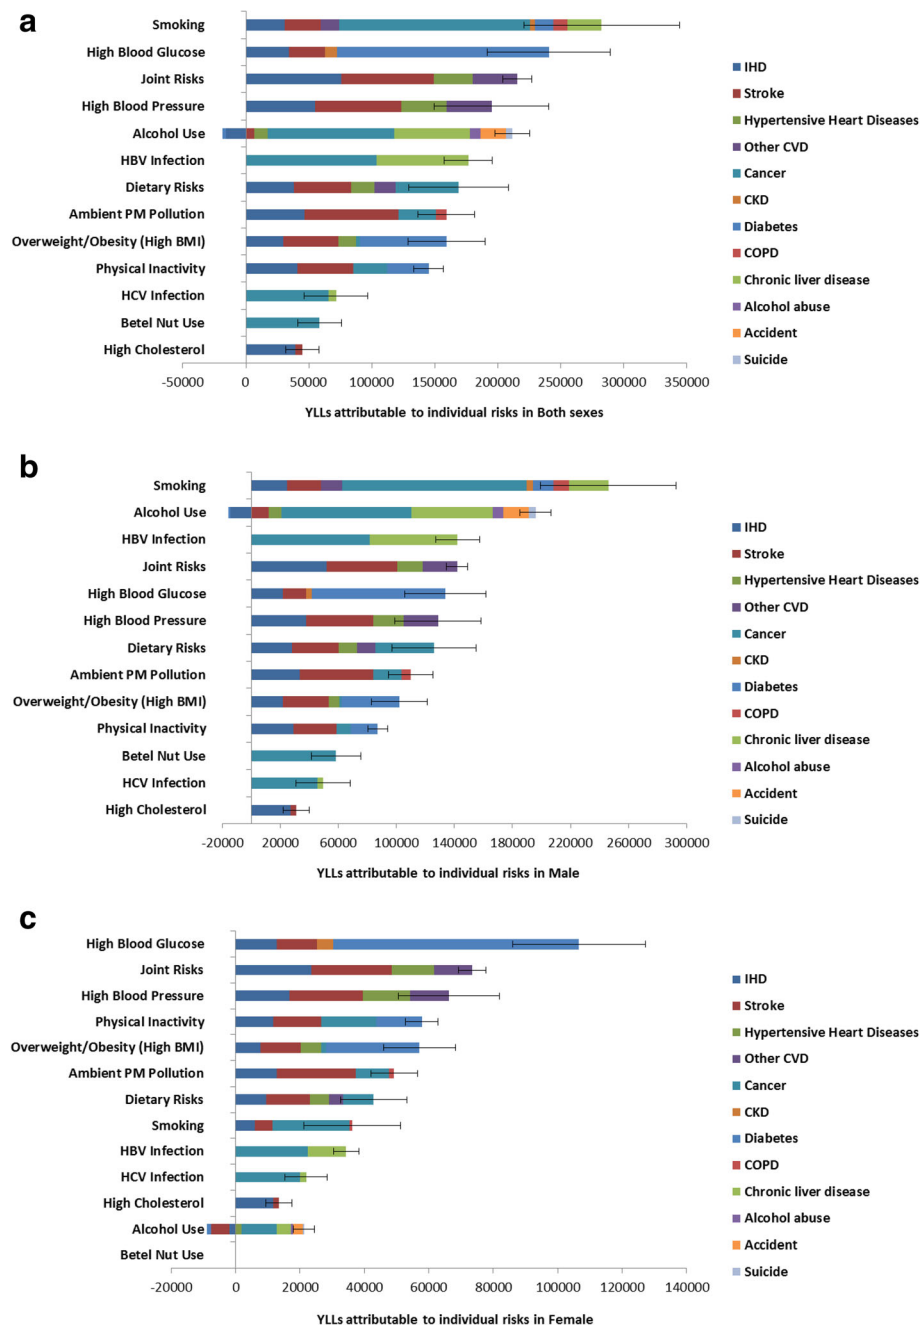 a
Smoking
High Blood Glucose
Joint Risks
High Blood Pressure
Alcohol Use
HBV Infection
Dietary Risks
Ambient PM Pollution
Overweight/Obesity (High BMI)
Physical Inactivity
HCV Infection
Betel Nut Use
High Cholesterol
-50000 0 50000 100000 150000 200000 250000 300000 350000
YLLs attributable to individual risks in Both sexes
IHD
Stroke
Hypertensive Heart Diseases
Other CVD
Cancer
CKD
Diabetes
COPD
Chronic liver disease
Alcohol abuse
Accident
Suicide
b
Smoking
Alcohol Use
HBV Infection
Joint Risks
High Blood Glucose
High Blood Pressure
Dietary Risks
Ambient PM Pollution
Overweight/Obesity (High BMI)
Physical Inactivity
Betel Nut Use
HCV Infection
High Cholesterol
-20000 20000 60000 100000 140000 180000 220000 260000 300000
YLLs attributable to individual risks in Male
IHD
Stroke
Hypertensive Heart Diseases
Other CVD
Cancer
CKD
Diabetes
COPD
Chronic liver disease
Alcohol abuse
Accident
Suicide
c
High Blood Glucose
Joint Risks
High Blood Pressure
Physical Inactivity
Overweight/Obesity (High BMI)
Ambient PM Pollution
Dietary Risks
Smoking
HBV Infection
HCV Infection
High Cholesterol
Alcohol Use
Betel Nut Use
-20000 0 20000 40000 60000 80000 100000 120000 140000
YLLs attributable to individual risks in Female
IHD
Stroke
Hypertensive Heart Diseases
Other CVD
Cancer
CKD
Diabetes
COPD
Chronic liver disease
Alcohol abuse
Accident
Suicide